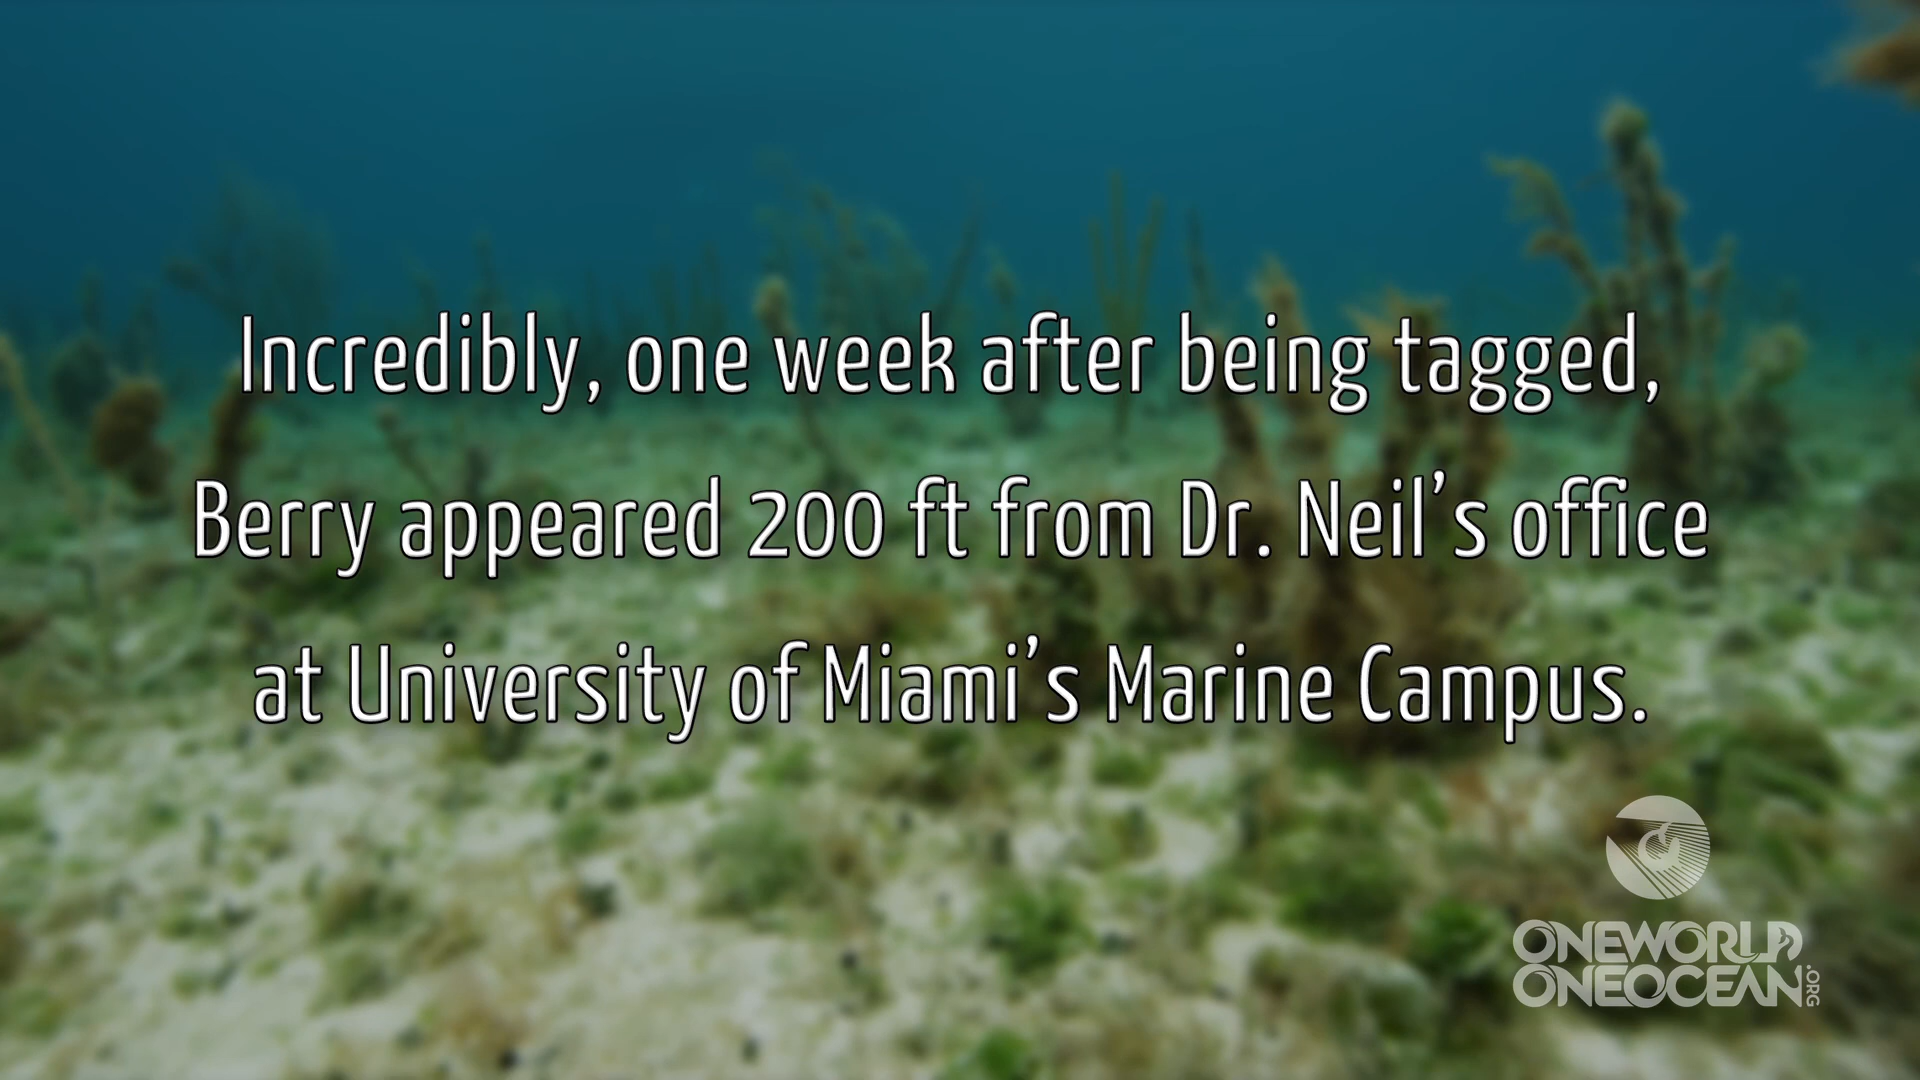 Incredibly, one week after being tagged,
Berry appeared 200 ft from Dr. Neil’s office
at University of Miami’s Marine Campus.
ONEWORLD
ONEOCEAN.ORG